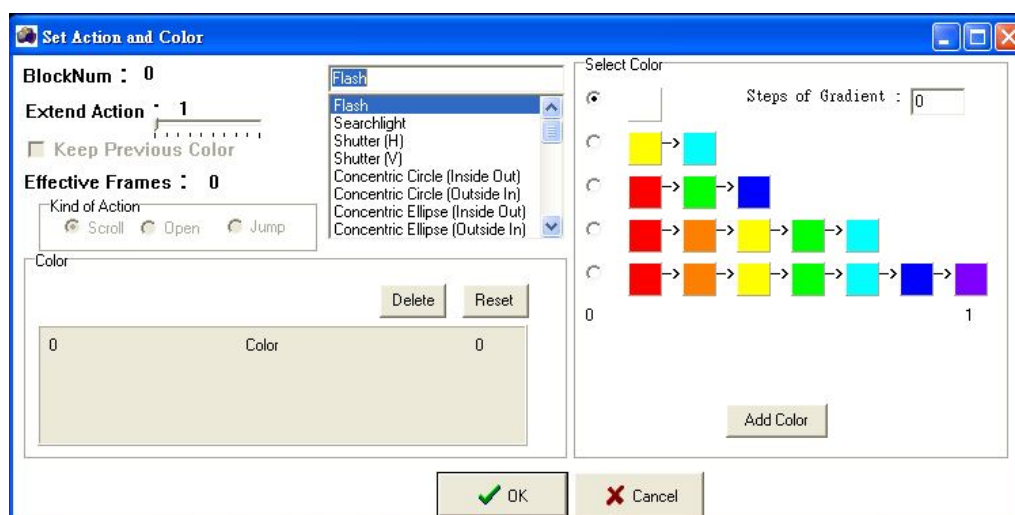 Set Action and Color
BlockNum : 0
Extend Action : 1
Keep Previous Color
Effective Frames : 0
Kind of Action
Scroll Open Jump
Flash
Flash
Searchlight
Shutter (H)
Shutter (V)
Concentric Circle (Inside Out)
Concentric Circle (Outside In)
Concentric Ellipse (Inside Out)
Concentric Ellipse (Outside In)
Color
Delete Reset
0 Color 0
Select Color
Steps of Gradient : 0
->
-> ->
-> -> -> ->
-> -> -> -> -> ->
0 1
Add Color
OK Cancel